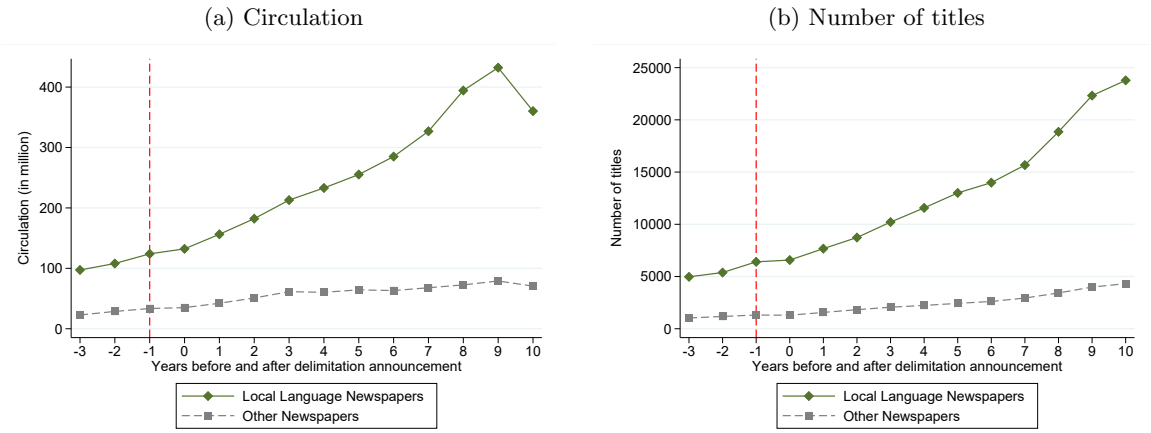 (a) Circulation
Circulation (in million)
400
300
200
100
0
-3 -2 -1 0 1 2 3 4 5 6 7 8 9 10
Years before and after delimitation announcement
Local Language Newspapers
Other Newspapers
(b) Number of titles
Number of titles
25000
20000
15000
10000
5000
0
-3 -2 -1 0 1 2 3 4 5 6 7 8 9 10
Years before and after delimitation announcement
Local Language Newspapers
Other Newspapers